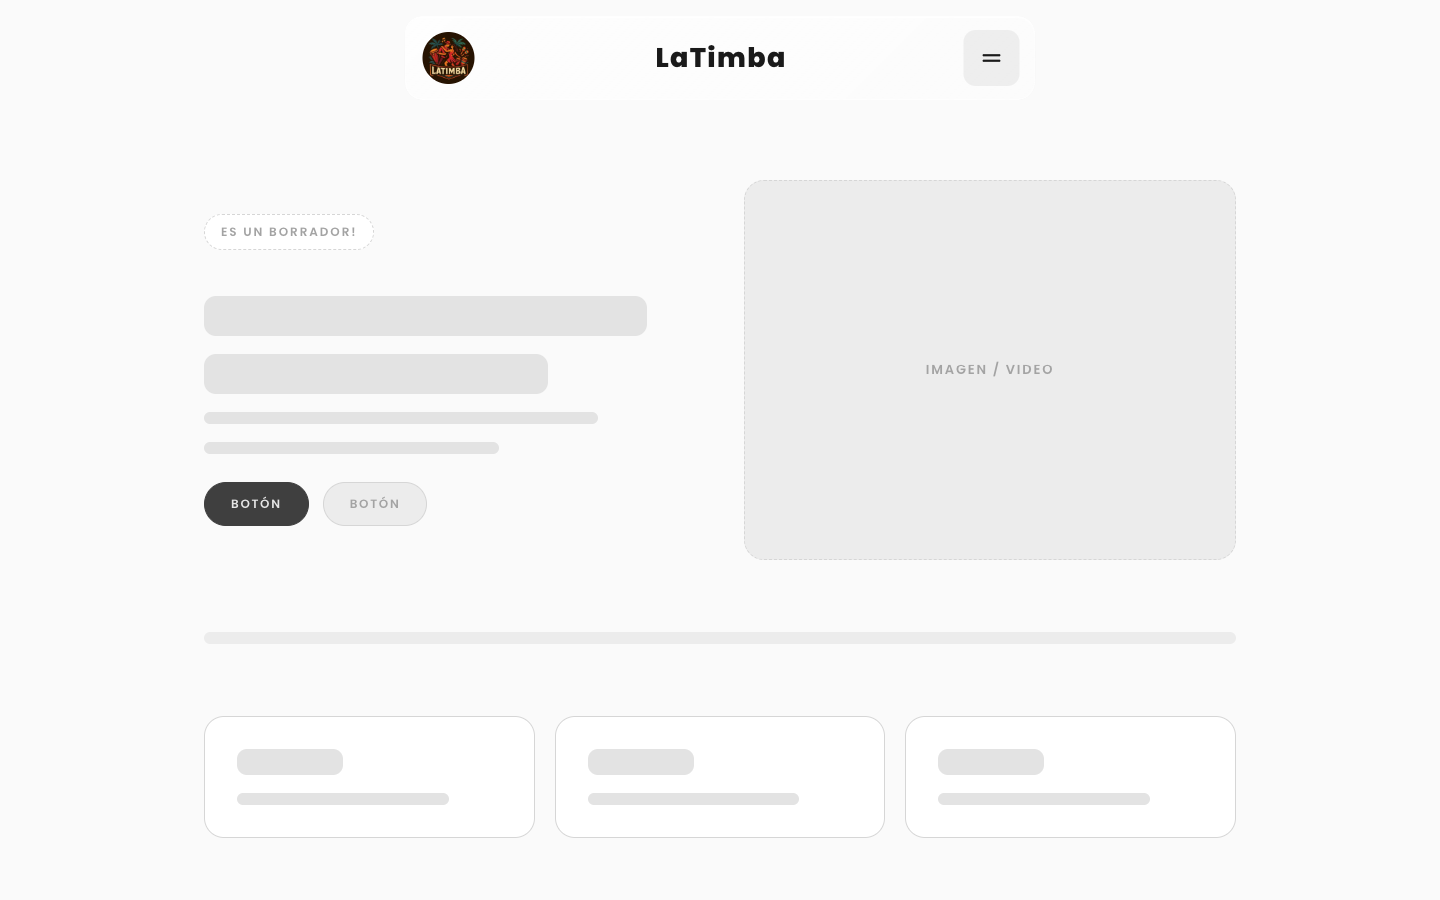 LATIMBA
LaTimba
ES UN BORRADOR!
IMAGEN / VIDEO
BOTÓN
BOTÓN